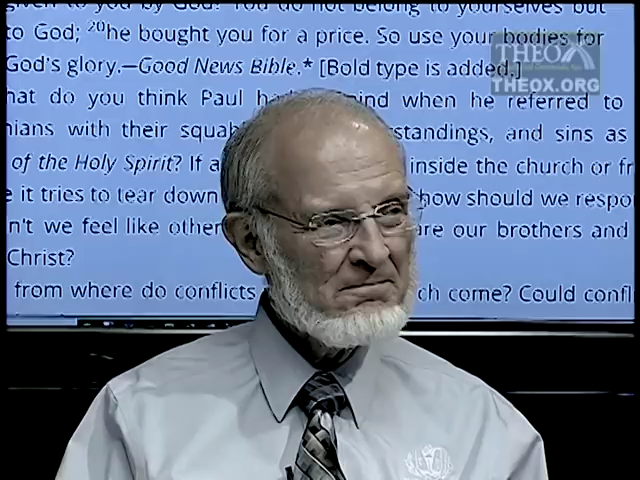 given to you by God? You do not belong to yourselves but
to God; 20he bought you for a price. So use your bodies for
God's glory.—Good News Bible.* [Bold type is added.]
hat do you think Paul had mind when he referred to
nians with their squab standings, and sins as
of the Holy Spirit? If a inside the church or fr
e it tries to tear down how should we respo
n't we feel like other are our brothers and
Christ?
from where do conflicts ch come? Could confl
THEOX
THEOX.ORG